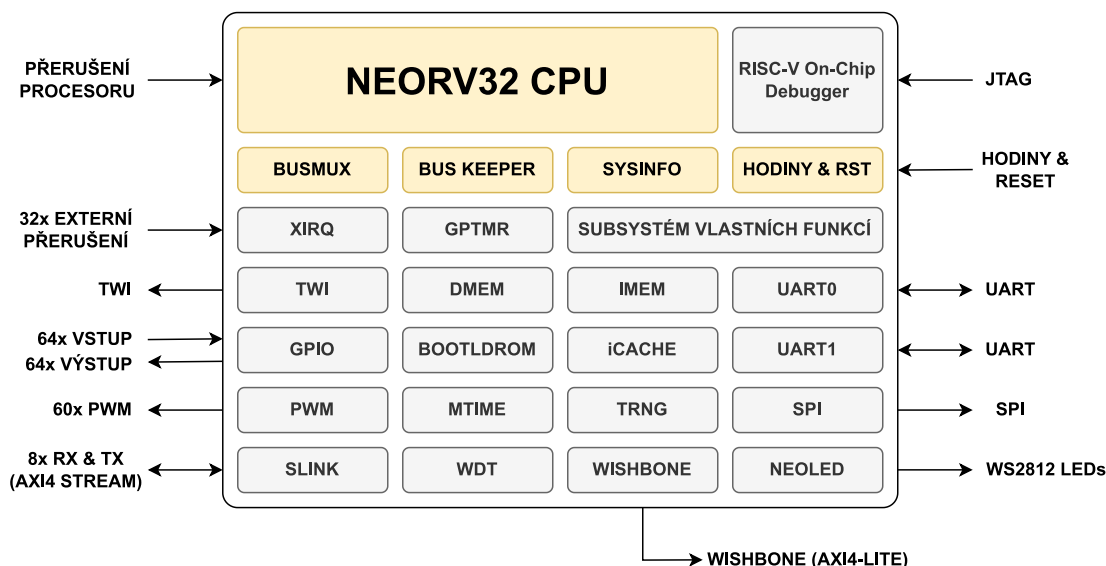 PŘERUŠENÍ
PROCESORU
NEORV32 CPU
RISC-V On-Chip
Debugger
JTAG
BUSMUX
BUS KEEPER
SYSINFO
HODINY & RST
HODINY &
RESET
32x EXTERNÍ
PŘERUŠENÍ
XIRQ
GPTMR
SUBSYSTÉM VLASTNÍCH FUNKCÍ
TWI
TWI
DMEM
IMEM
UART0
UART
64x VSTUP
64x VÝSTUP
GPIO
BOOTLDROM
iCACHE
UART1
UART
60x PWM
PWM
MTIME
TRNG
SPI
SPI
8x RX & TX
(AXI4 STREAM)
SLINK
WDT
WISHBONE
NEOLED
WS2812 LEDs
WISHBONE (AXI4-LITE)